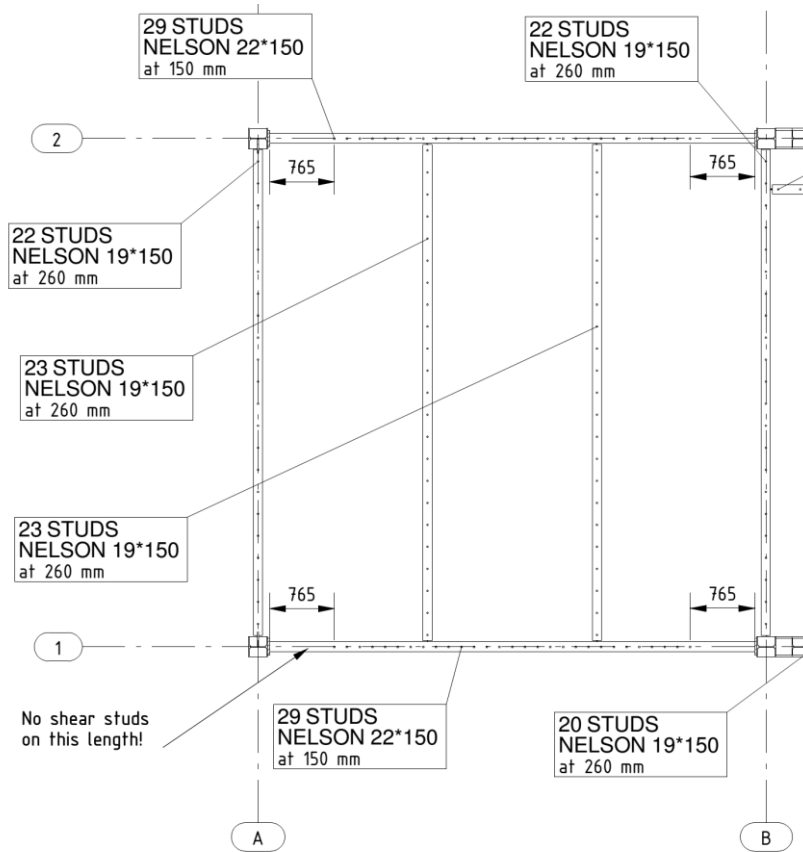 29 STUDS
NELSON 22*150
at 150 mm
22 STUDS
NELSON 19*150
at 260 mm
2
765
765
22 STUDS
NELSON 19*150
at 260 mm
23 STUDS
NELSON 19*150
at 260 mm
23 STUDS
NELSON 19*150
at 260 mm
765
765
1
No shear studs
on this length!
29 STUDS
NELSON 22*150
at 150 mm
20 STUDS
NELSON 19*150
at 260 mm
A
B